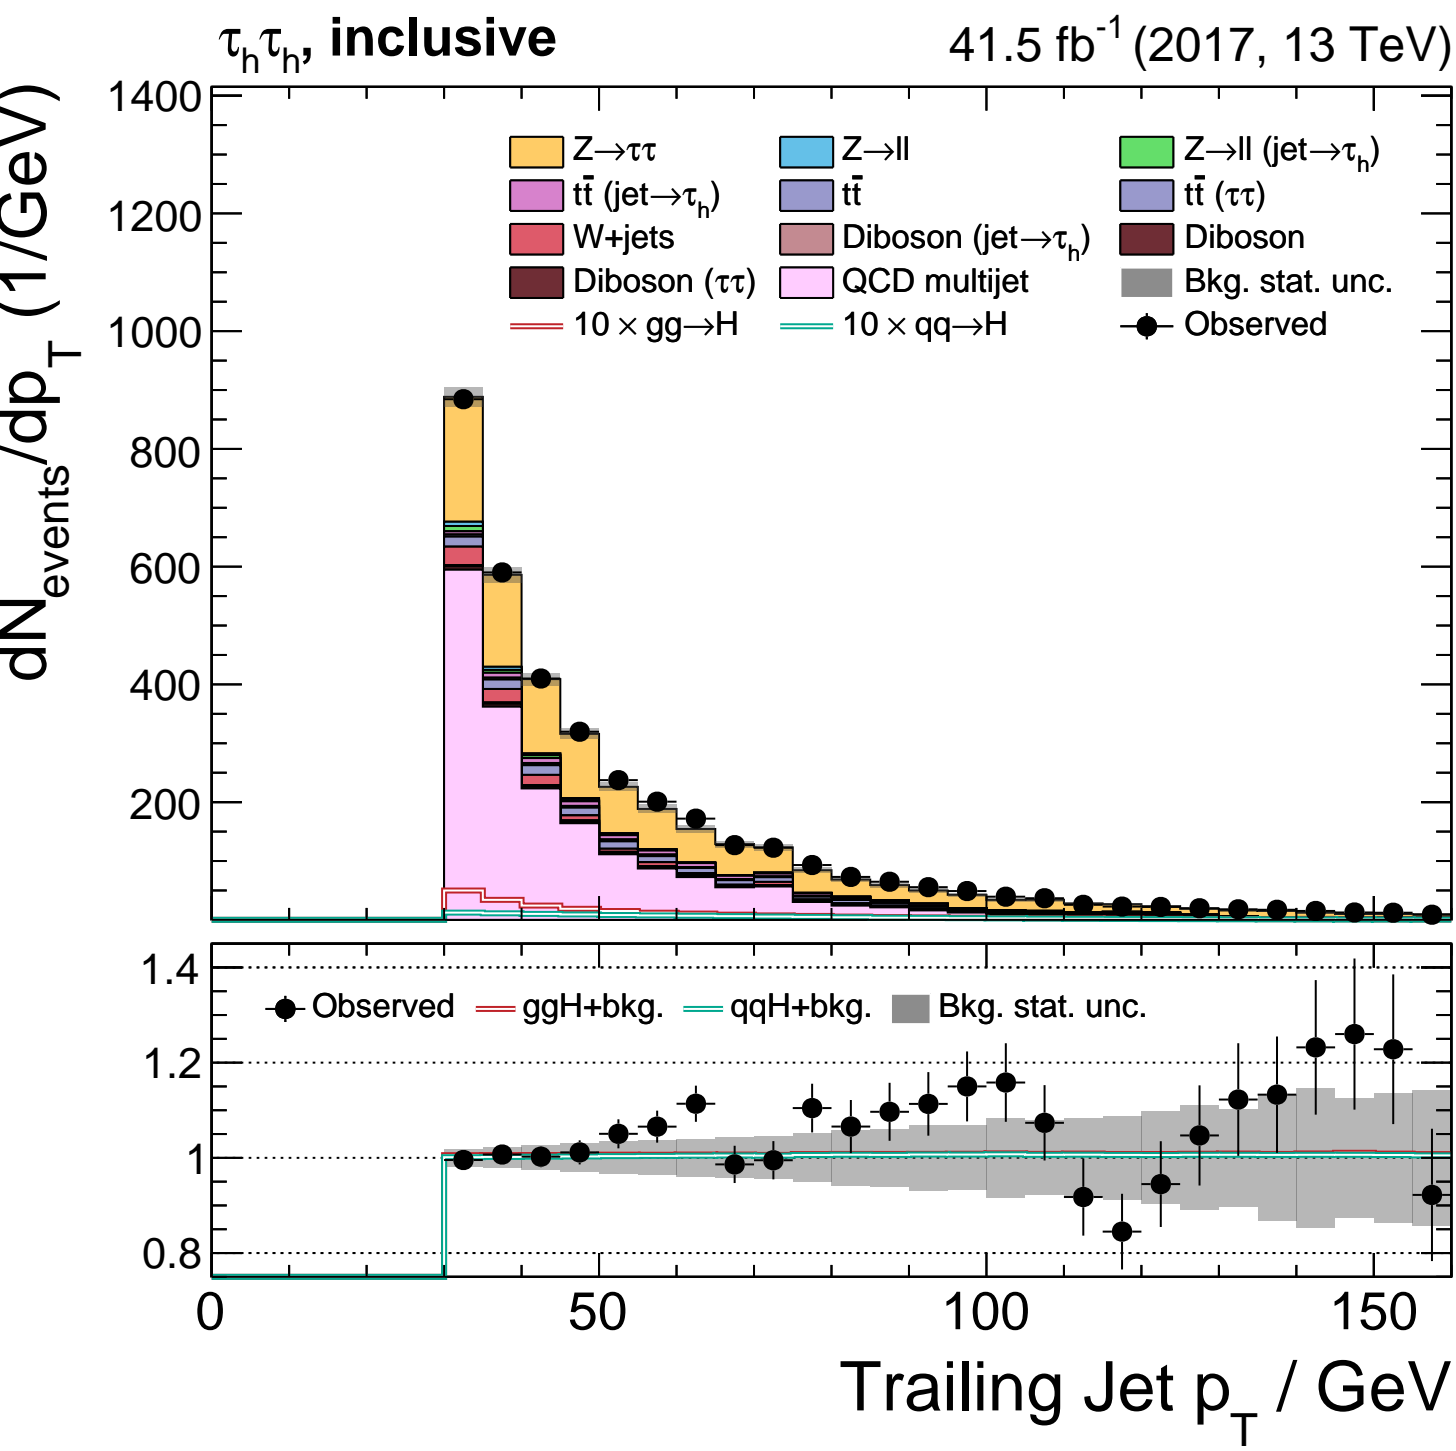 τhτh, inclusive 41.5 fb-1 (2017, 13 TeV)
dNevents/dpT (1/GeV)
1400
1200
1000
800
600
400
200
Z→ττ Z→ll Z→ll (jet→τh)
tt̄ (jet→τh) tt̄ tt̄ (ττ)
W+jets Diboson (jet→τh) Diboson
Diboson (ττ) QCD multijet Bkg. stat. unc.
10 × gg→H 10 × qq→H Observed
1.4
1.2
1
0.8
Observed ggH+bkg. qqH+bkg. Bkg. stat. unc.
0 50 100 150
Trailing Jet pT / GeV